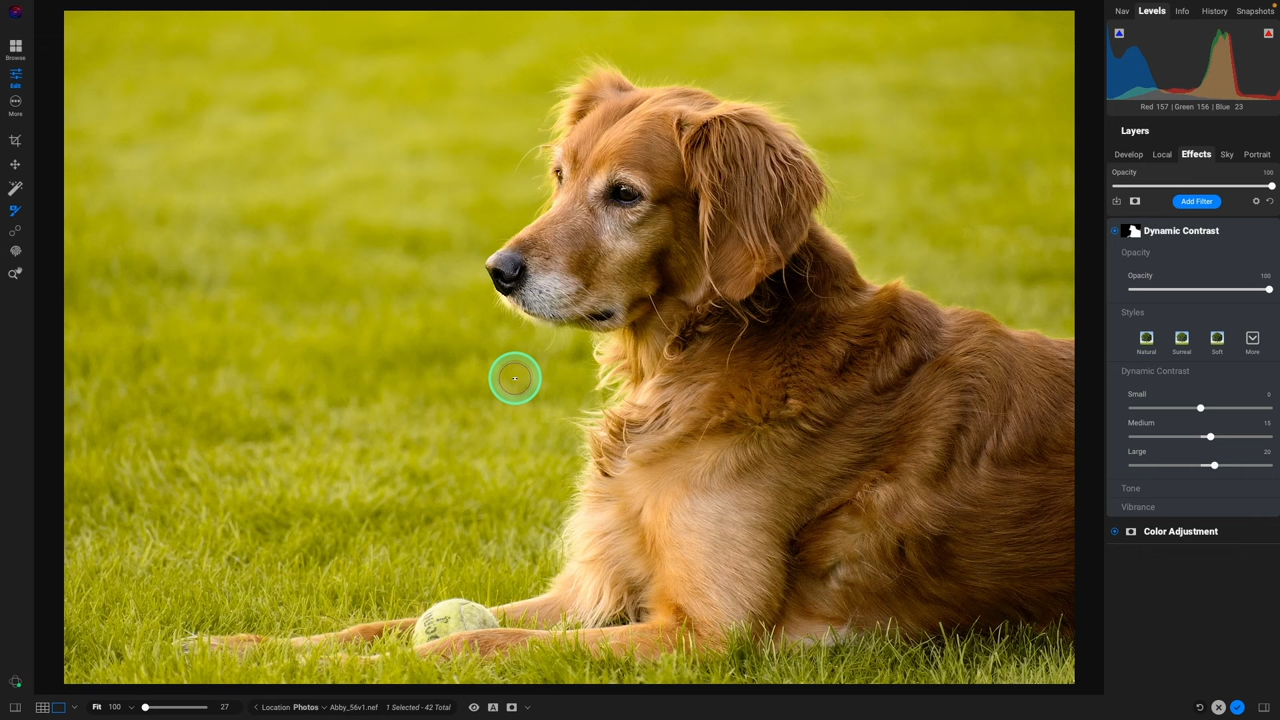 Nav Levels Info History Snapshots
Browse
Edit
More
Red 157 | Green 156 | Blue 23
Layers
Develop Local Effects Sky Portrait
Opacity 100
Add Filter
Dynamic Contrast
Opacity
Opacity 100
Styles
Natural Surreal Soft More
Dynamic Contrast
Small 0
Medium 15
Large 20
Tone
Vibrance
Color Adjustment
Fit 100 27 Location Photos Abby_56v1.nef 1 Selected - 42 Total A